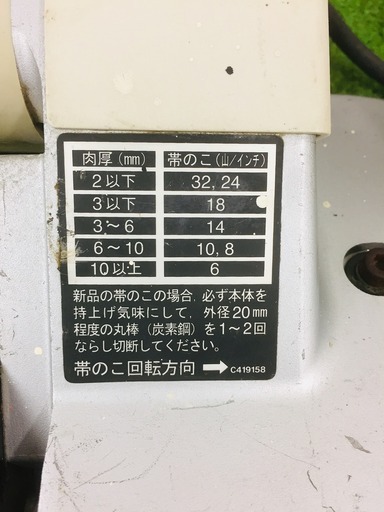 肉厚(mm) 帯のこ(山/インチ)
2以下 32,24
3以下 18
3〜6 14
6〜10 10,8
10以上 6
新品の帯のこの場合,必ず本体を
持上げ気味にして、外径20mm
程度の丸棒(炭素鋼)を1〜2回
ならし切断してください。
帯のこ回転方向→C419158